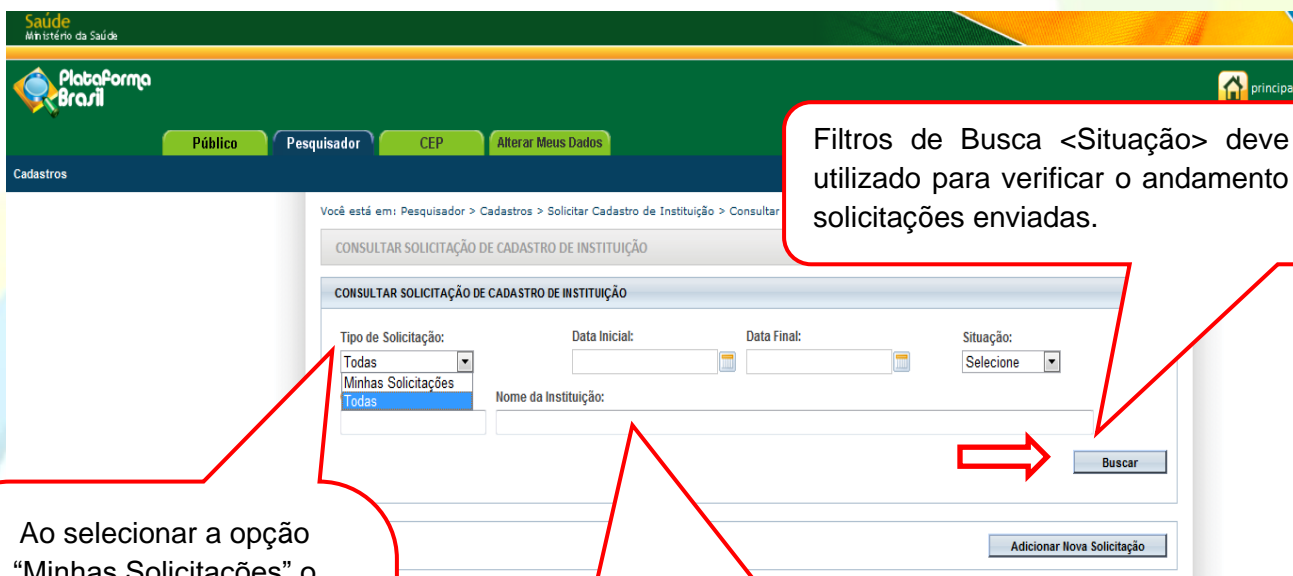 Saúde
Ministério da Saúde
Plataforma
Brasil
principa
Público Pesquisador CEP Alterar Meus Dados
Cadastros
Filtros de Busca <Situação> deve
utilizado para verificar o andamento
solicitações enviadas.
Você está em: Pesquisador > Cadastros > Solicitar Cadastro de Instituição > Consultar
CONSULTAR SOLICITAÇÃO DE CADASTRO DE INSTITUIÇÃO
CONSULTAR SOLICITAÇÃO DE CADASTRO DE INSTITUIÇÃO
Tipo de Solicitação: Data Inicial: Data Final: Situação:
Todas Selecione
Minhas Solicitações
Todas Nome da Instituição:
Buscar
Ao selecionar a opção
“Minhas Solicitações” o
Adicionar Nova Solicitação